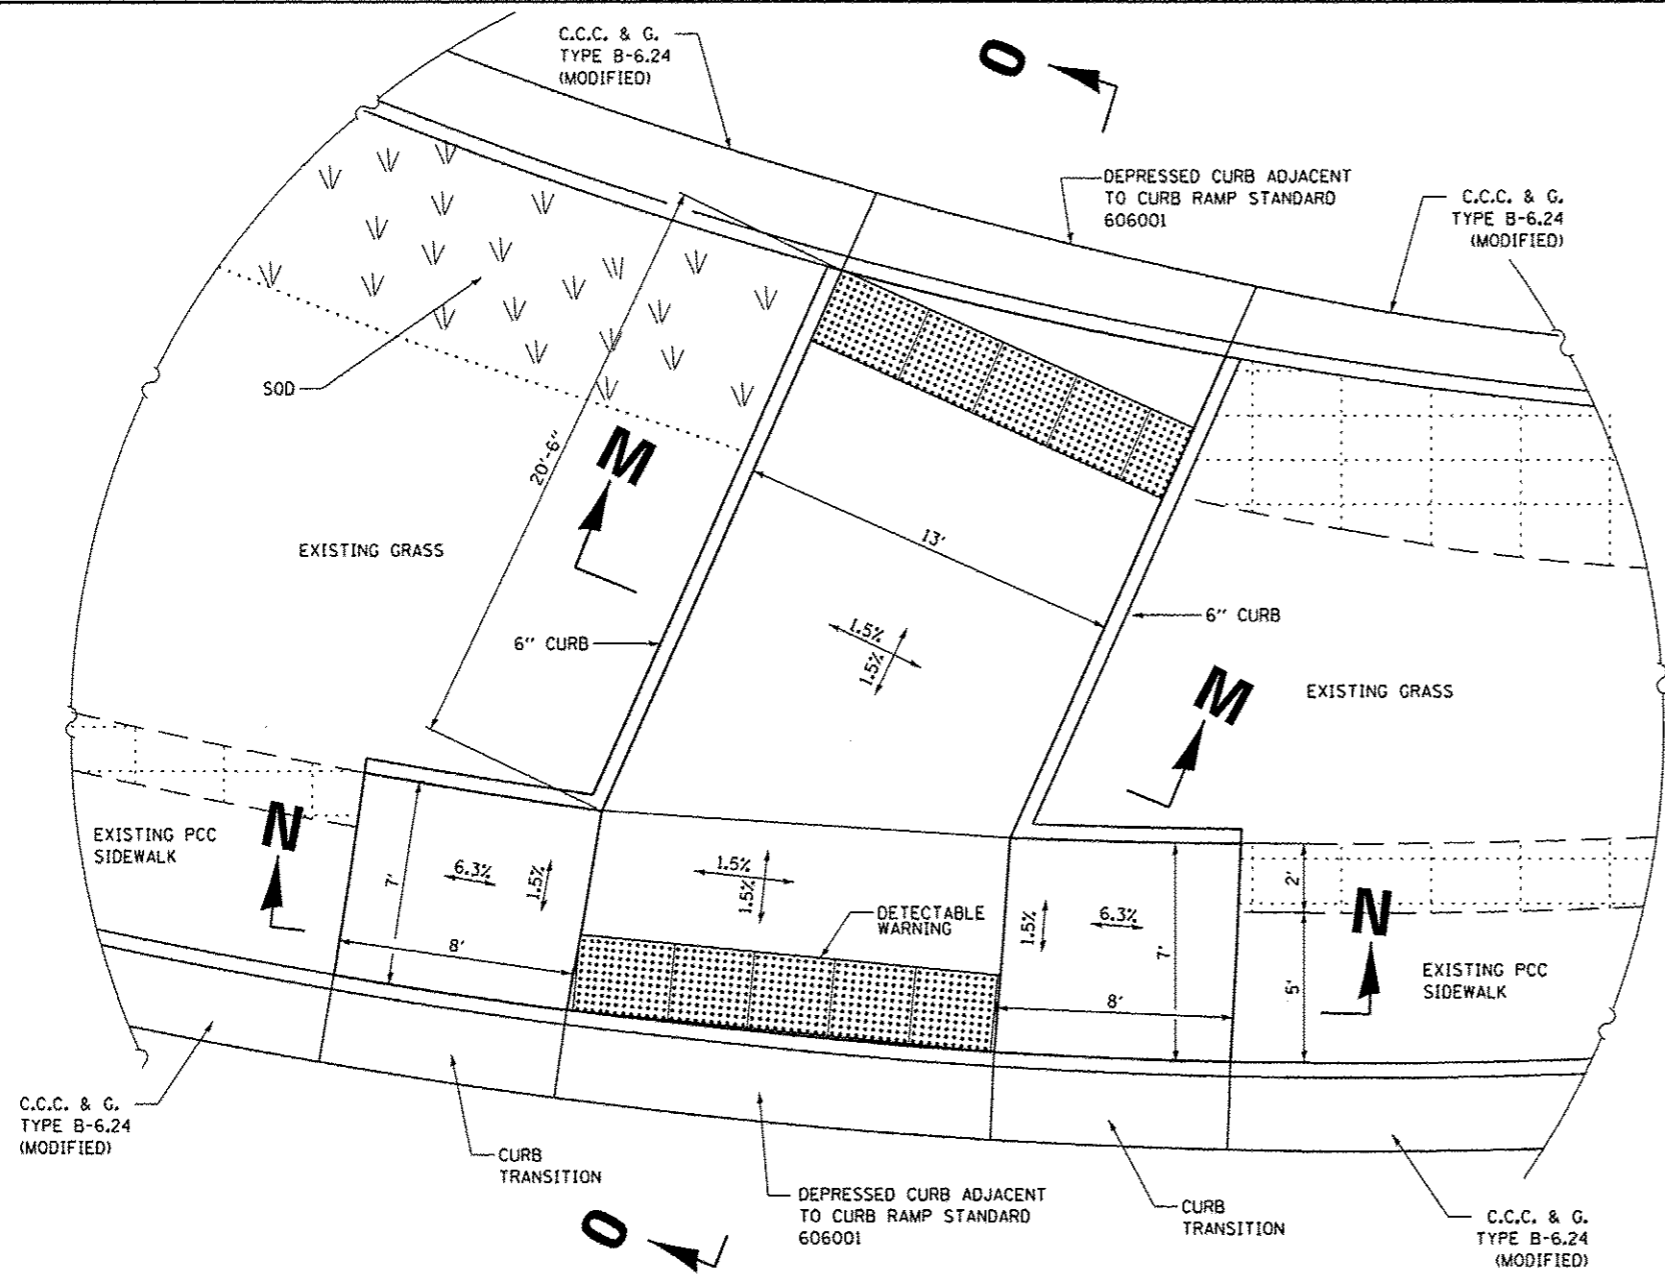 C.C.C. & G.
TYPE B-6.24
(MODIFIED)
O
DEPRESSED CURB ADJACENT
TO CURB RAMP STANDARD
606001
C.C.C. & G.
TYPE B-6.24
(MODIFIED)
SOD
20'-6"
M
13'
EXISTING GRASS
6" CURB
6" CURB
1.5%
1.5%
M
EXISTING GRASS
EXISTING PCC
SIDEWALK
N
7'
6.3%
1.5%
8'
1.5%
1.5%
DETECTABLE
WARNING
1.5%
6.3%
7'
8'
2'
5'
N
EXISTING PCC
SIDEWALK
C.C.C. & G.
TYPE B-6.24
(MODIFIED)
CURB
TRANSITION
O
DEPRESSED CURB ADJACENT
TO CURB RAMP STANDARD
606001
CURB
TRANSITION
C.C.C. & G.
TYPE B-6.24
(MODIFIED)